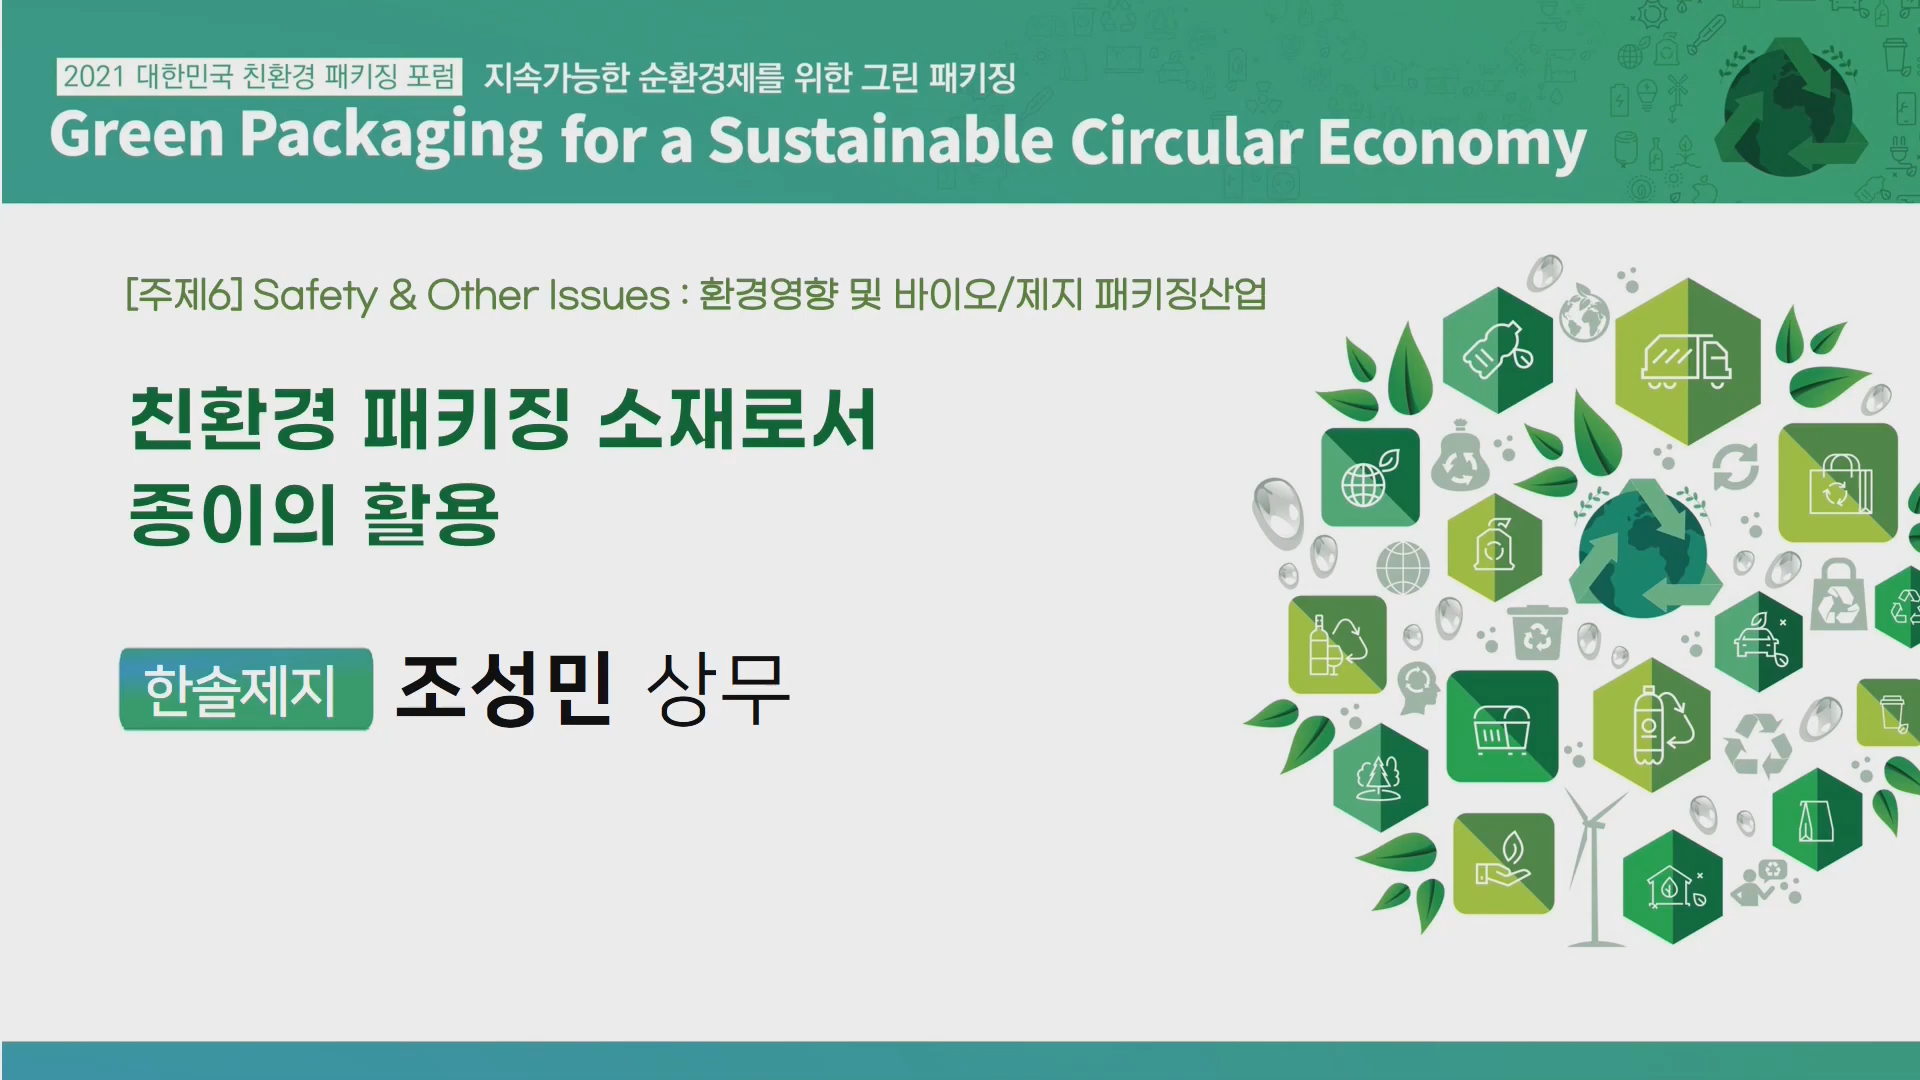 2021 대한민국 친환경 패키징 포럼 지속가능한 순환경제를 위한 그린 패키징
Green Packaging for a Sustainable Circular Economy
[주제6] Safety & Other Issues : 환경영향 및 바이오/제지 패키징산업
친환경 패키징 소재로서
종이의 활용
한솔제지 조성민 상무